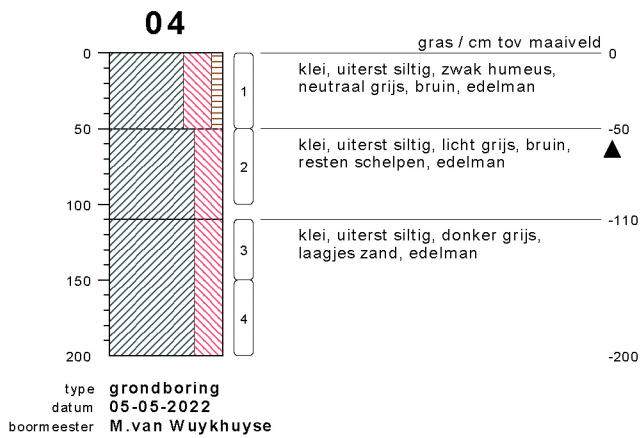 04
gras / cm tov maaiveld
0
0
klei, uiterst siltig, zwak humeus,
neutraal grijs, bruin, edelman
1
50
-50
klei, uiterst siltig, licht grijs, bruin,
resten schelpen, edelman
2
100
-110
klei, uiterst siltig, donker grijs,
laagjes zand, edelman
3
150
4
200
-200
type grondboring
datum 05-05-2022
boormeester M.van Wuykhuyse